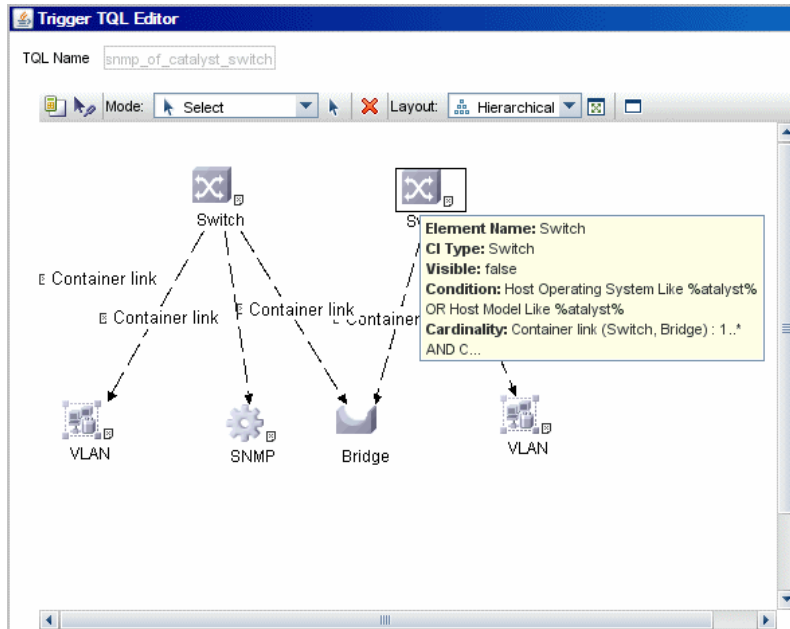 Trigger TQL Editor
TQL Name snmp_of_catalyst_switch
Mode: Select Layout: Hierarchical
Switch
Element Name: Switch
CI Type: Switch
Visible: false
Condition: Host Operating System Like %atalyst%
OR Host Model Like %atalyst%
Cardinality: Container link (Switch, Bridge) : 1..*
AND C...
Container link
Container link
Container link
Container
VLAN
SNMP
Bridge
VLAN